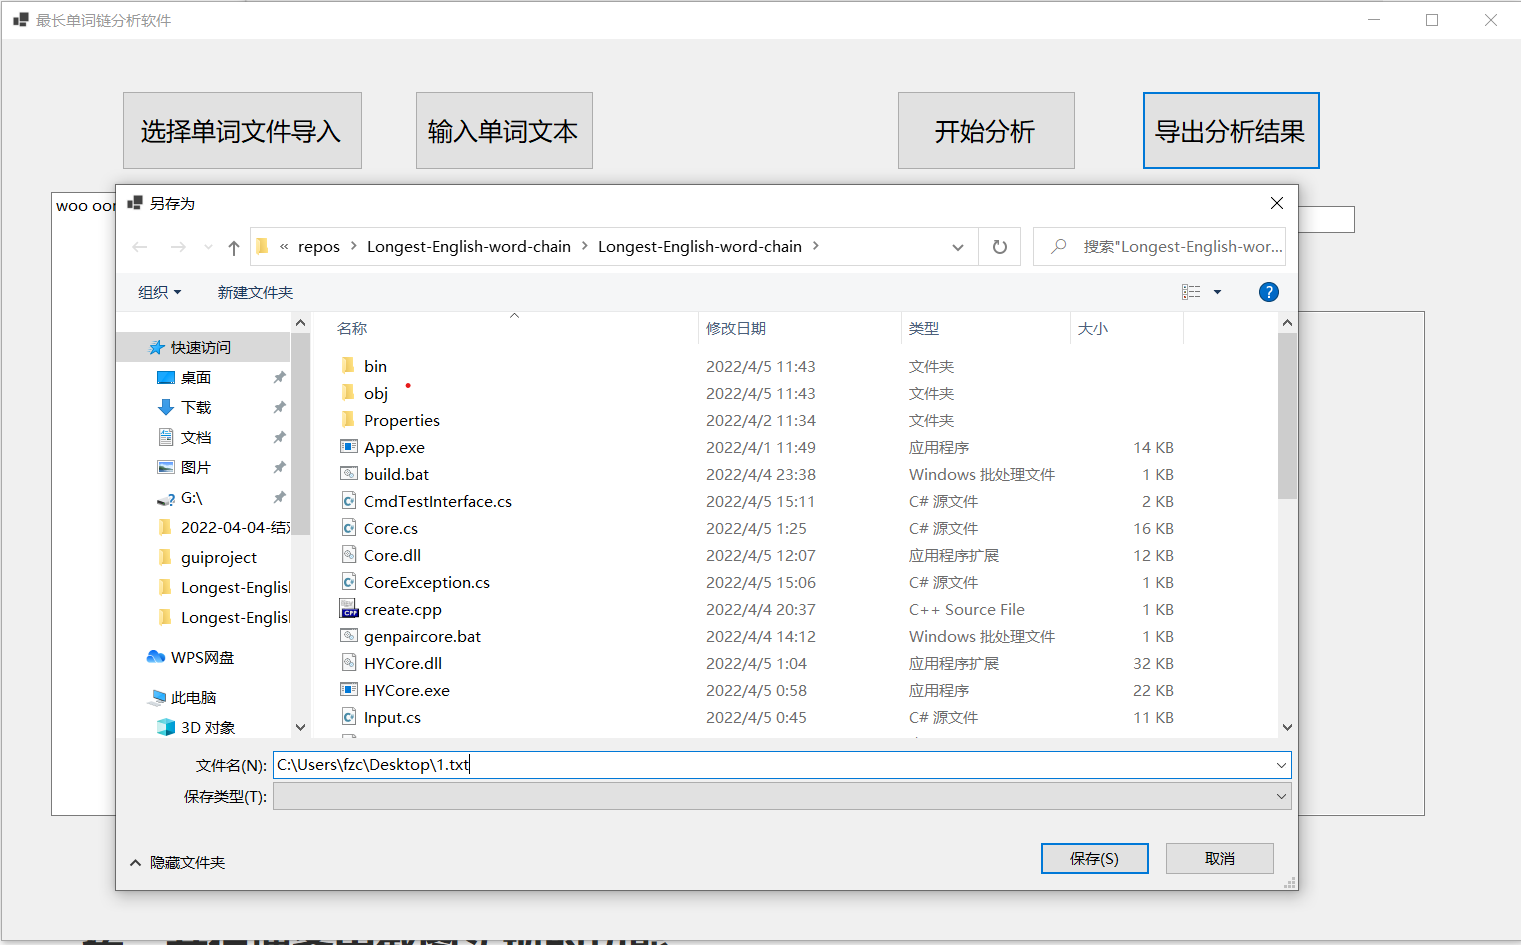 最长单词链分析软件
选择单词文件导入 输入单词文本 开始分析 导出分析结果
woo
另存为
« repos › Longest-English-word-chain › Longest-English-word-chain › 搜索"Longest-English-wor...
组织 新建文件夹
名称 修改日期 类型 大小
快速访问
桌面
下载
文档
图片
G:\
2022-04-04-结对
guiproject
Longest-Englisl
Longest-Englisl
WPS网盘
此电脑
3D 对象
bin 2022/4/5 11:43 文件夹
obj 2022/4/5 11:43 文件夹
Properties 2022/4/2 11:34 文件夹
App.exe 2022/4/1 11:49 应用程序 14 KB
build.bat 2022/4/4 23:38 Windows 批处理文件 1 KB
CmdTestInterface.cs 2022/4/5 15:11 C# 源文件 2 KB
Core.cs 2022/4/5 1:25 C# 源文件 16 KB
Core.dll 2022/4/5 12:07 应用程序扩展 12 KB
CoreException.cs 2022/4/5 15:06 C# 源文件 1 KB
create.cpp 2022/4/4 20:37 C++ Source File 1 KB
genpaircore.bat 2022/4/4 14:12 Windows 批处理文件 1 KB
HYCore.dll 2022/4/5 1:04 应用程序扩展 32 KB
HYCore.exe 2022/4/5 0:58 应用程序 22 KB
Input.cs 2022/4/5 0:45 C# 源文件 11 KB
文件名(N): C:\Users\fzc\Desktop\1.txt
保存类型(T):
隐藏文件夹 保存(S) 取消